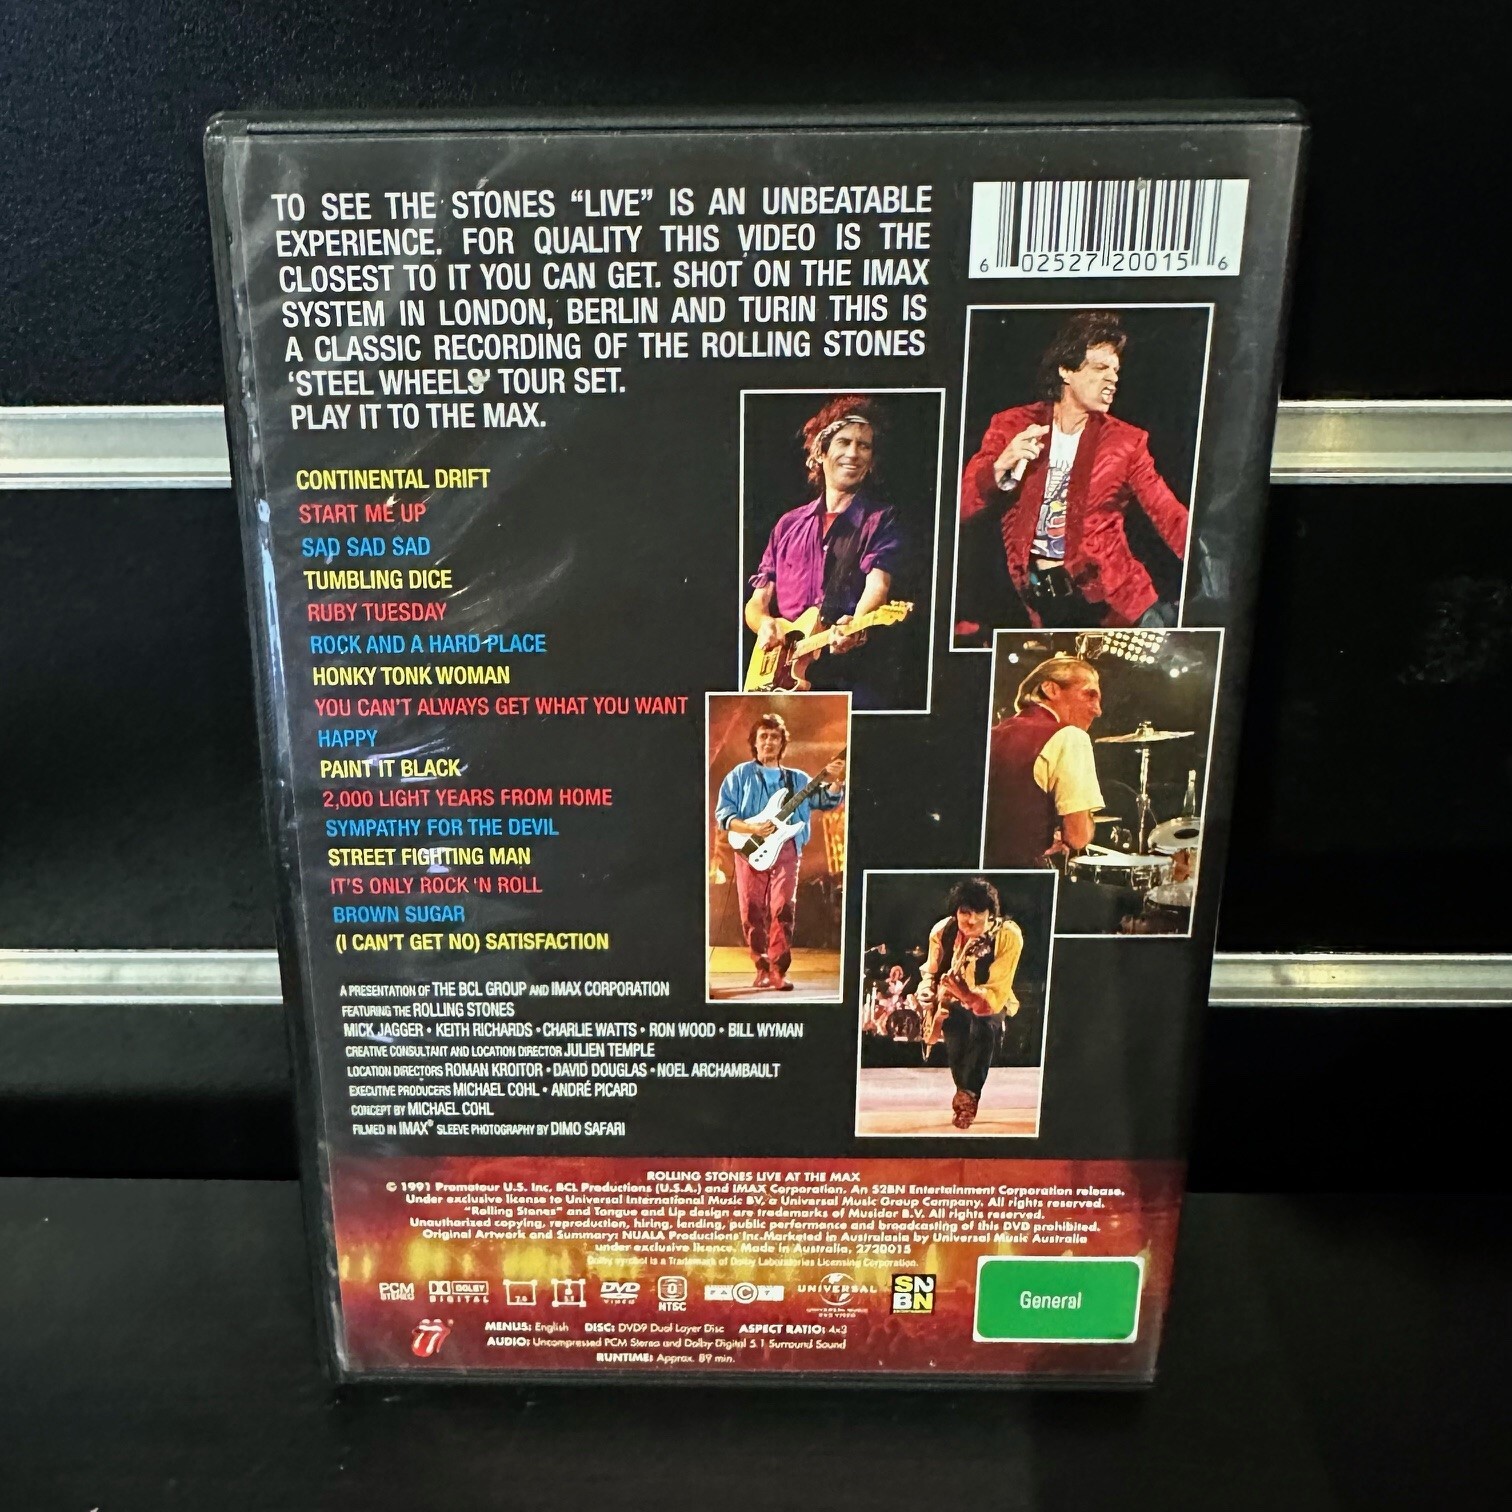 TO SEE THE STONES “LIVE” IS AN UNBEATABLE
EXPERIENCE. FOR QUALITY THIS VIDEO IS THE
CLOSEST TO IT YOU CAN GET. SHOT ON THE IMAX
SYSTEM IN LONDON, BERLIN AND TURIN THIS IS
A CLASSIC RECORDING OF THE ROLLING STONES
‘STEEL WHEELS’ TOUR SET.
PLAY IT TO THE MAX.
6 02527 20015 6
CONTINENTAL DRIFT
START ME UP
SAD SAD SAD
TUMBLING DICE
RUBY TUESDAY
ROCK AND A HARD PLACE
HONKY TONK WOMAN
YOU CAN’T ALWAYS GET WHAT YOU WANT
HAPPY
PAINT IT BLACK
2,000 LIGHT YEARS FROM HOME
SYMPATHY FOR THE DEVIL
STREET FIGHTING MAN
IT’S ONLY ROCK ‘N ROLL
BROWN SUGAR
(I CAN’T GET NO) SATISFACTION
A PRESENTATION OF THE BCL GROUP AND IMAX CORPORATION
FEATURING THE ROLLING STONES
MICK JAGGER • KEITH RICHARDS • CHARLIE WATTS • RON WOOD • BILL WYMAN
CREATIVE CONSULTANT AND LOCATION DIRECTOR JULIEN TEMPLE
LOCATION DIRECTORS ROMAN KROITOR • DAVID DOUGLAS • NOEL ARCHAMBAULT
EXECUTIVE PRODUCERS MICHAEL COHL • ANDRÉ PICARD
CONCEPT BY MICHAEL COHL
FILMED IN IMAX® SLEEVE PHOTOGRAPHY BY DIMO SAFARI
ROLLING STONES LIVE AT THE MAX
© 1991 Promotour U.S. Inc, BCL Productions (U.S.A.) and IMAX Corporation. An S2BN Entertainment Corporation release.
Under exclusive license to Universal International Music BV, a Universal Music Group Company. All rights reserved.
“Rolling Stones” and Tongue and Lip design are trademarks of Musidor B.V. All rights reserved.
Unauthorized copying, reproduction, hiring, lending, public performance and broadcasting of this DVD prohibited.
Original Artwork and Summary: NUALA Productions Inc. Marketed in Australasia by Universal Music Australia
under exclusive licence. Made in Australia, 2720015
Dolby symbol is a Trademark of Dolby Laboratories Licensing Corporation.
PCM STEREO DOLBY DIGITAL 2.0 5.1 DVD VIDEO 0 NTSC FACT UNIVERSAL S2BN
General
MENUS: English DISC: DVD9 Dual Layer Disc ASPECT RATIO: 4x3
AUDIO: Uncompressed PCM Stereo and Dolby Digital 5.1 Surround Sound
RUNTIME: Approx. 89 min.